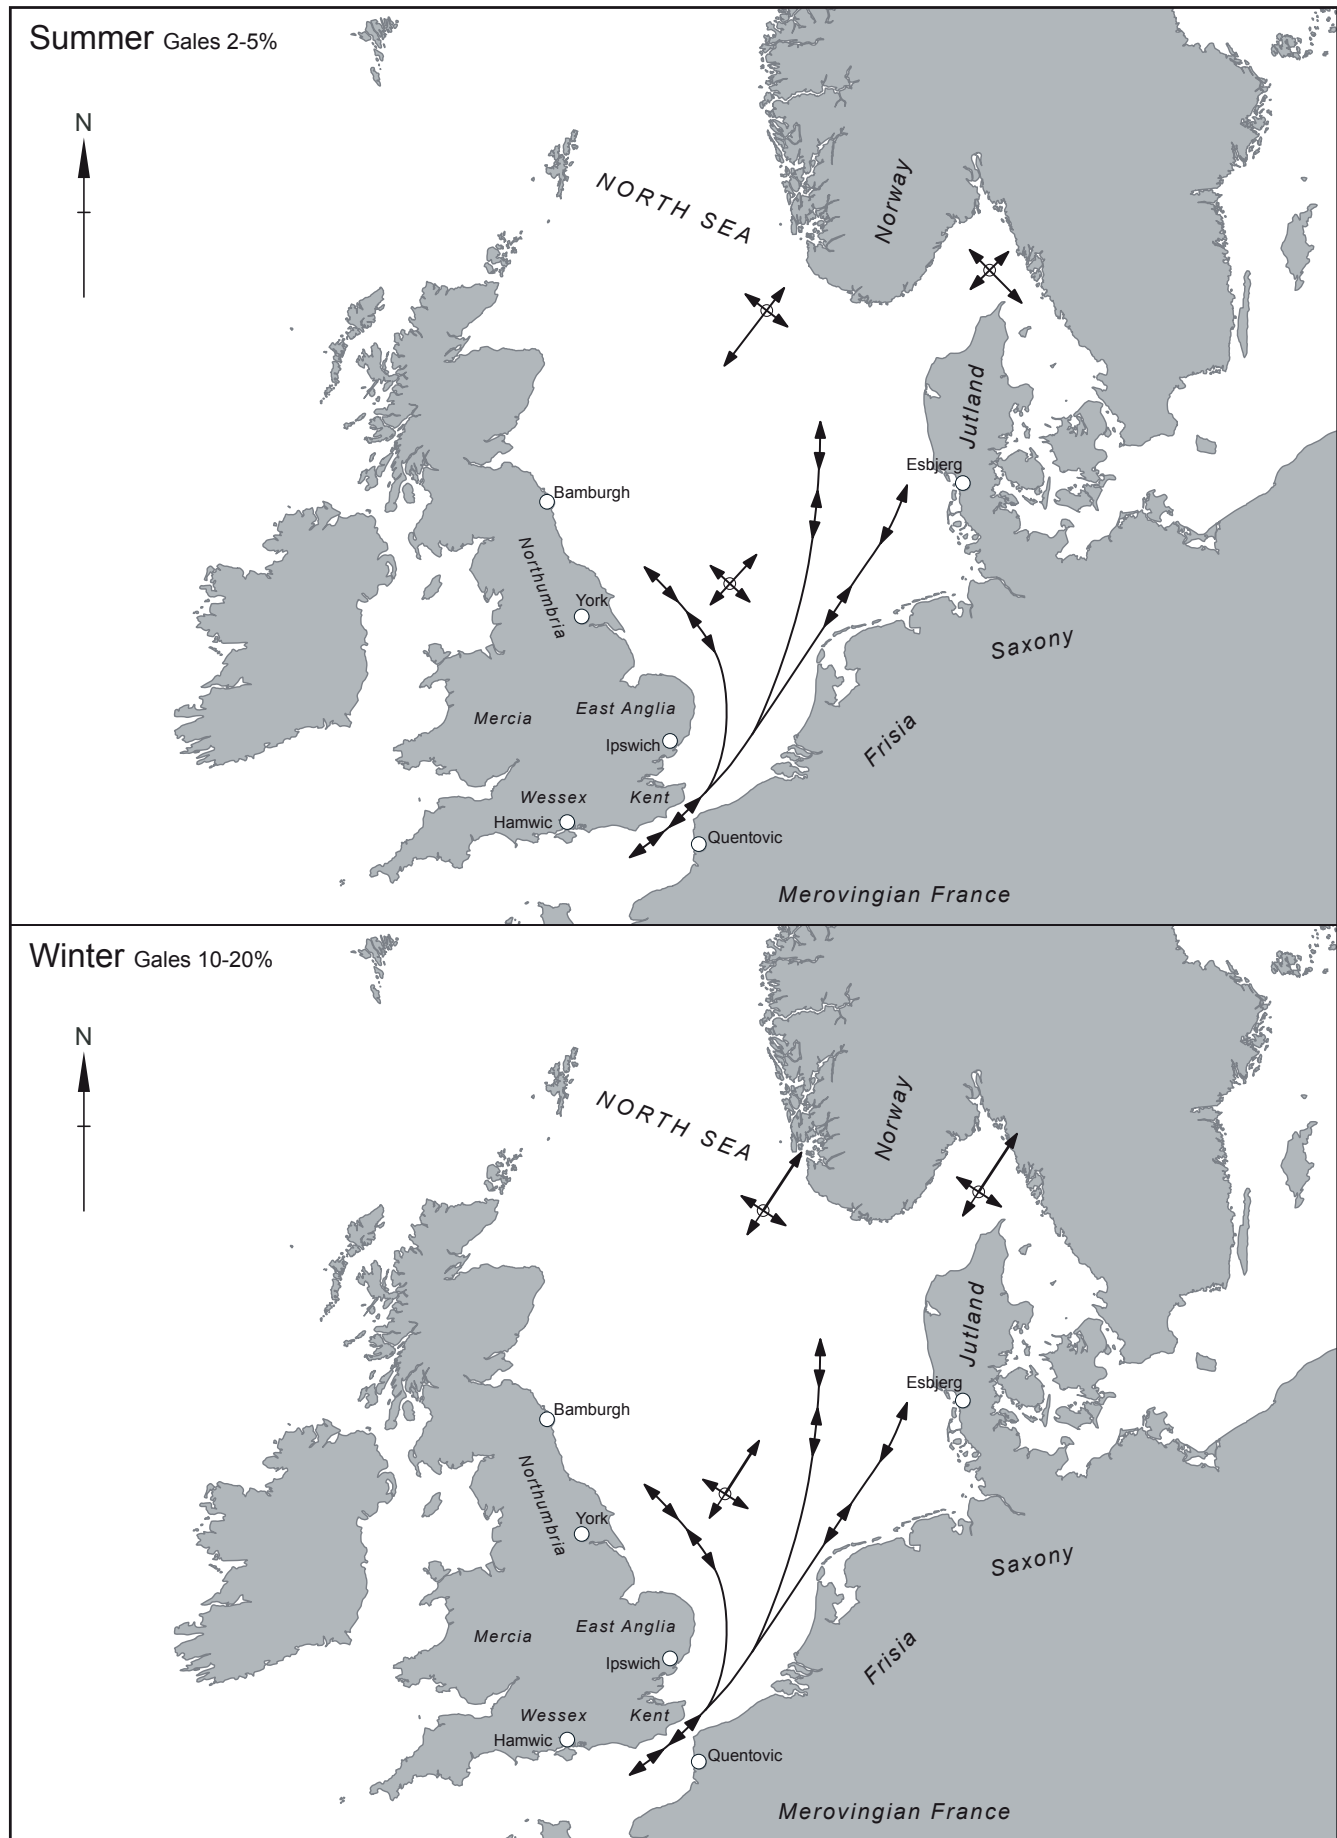 Summer Gales 2-5%
N
NORTH SEA
Norway
Jutland
Esbjerg
Bamburgh
Northumbria
York
Saxony
Mercia
East Anglia
Ipswich
Frisia
Wessex
Kent
Hamwic
Quentovic
Merovingian France
Winter Gales 10-20%
N
NORTH SEA
Norway
Jutland
Esbjerg
Bamburgh
Northumbria
York
Saxony
Mercia
East Anglia
Ipswich
Frisia
Wessex
Kent
Hamwic
Quentovic
Merovingian France